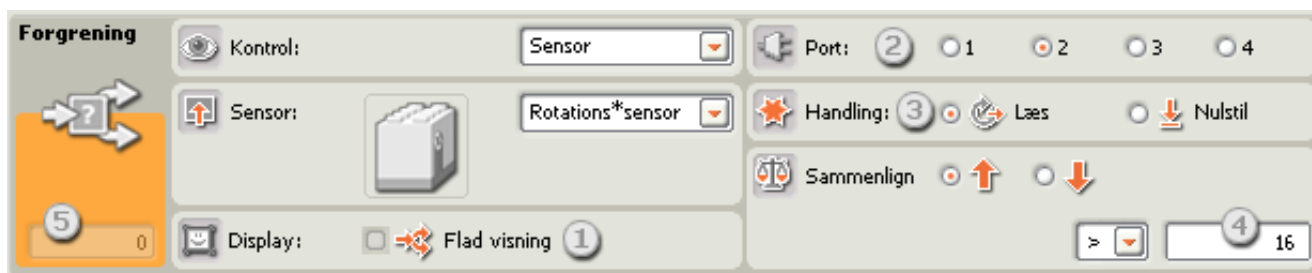 Forgrening
Kontrol: Sensor
Sensor: Rotations*sensor
Display: Flad visning 1
5 0
Port: 2 1 2 3 4
Handling: 3 Læs Nulstil
Sammenlign
> 4 16